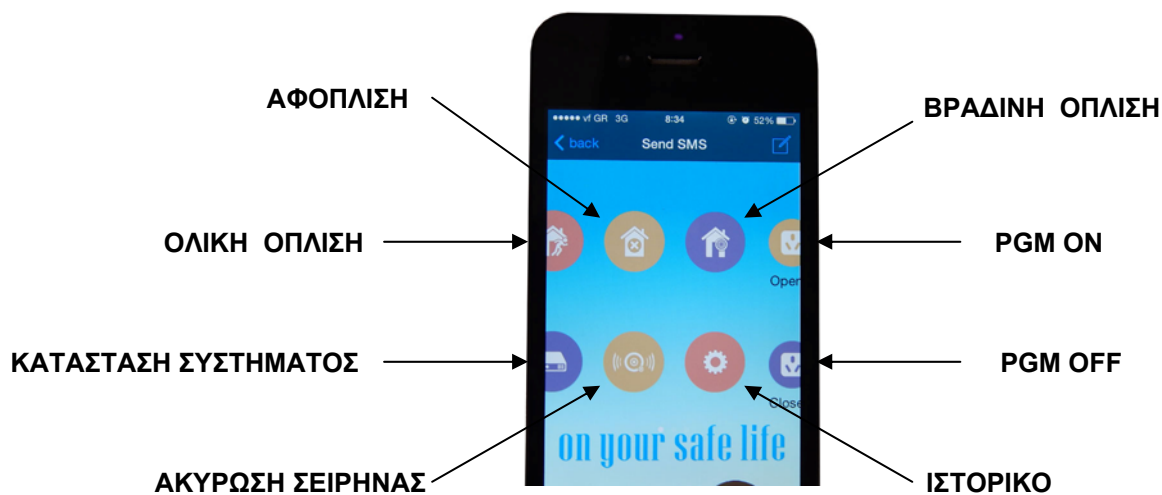 ΑΦΟΠΛΙΣΗ
ΒΡΑΔΙΝΗ ΟΠΛΙΣΗ
vf GR 3G 8:34 52%
back Send SMS
ΟΛΙΚΗ ΟΠΛΙΣΗ
PGM ON
Open
ΚΑΤΑΣΤΑΣΗ ΣΥΣΤΗΜΑΤΟΣ
PGM OFF
Close
on your safe life
ΑΚΥΡΩΣΗ ΣΕΙΡΗΝΑΣ
ΙΣΤΟΡΙΚΟ